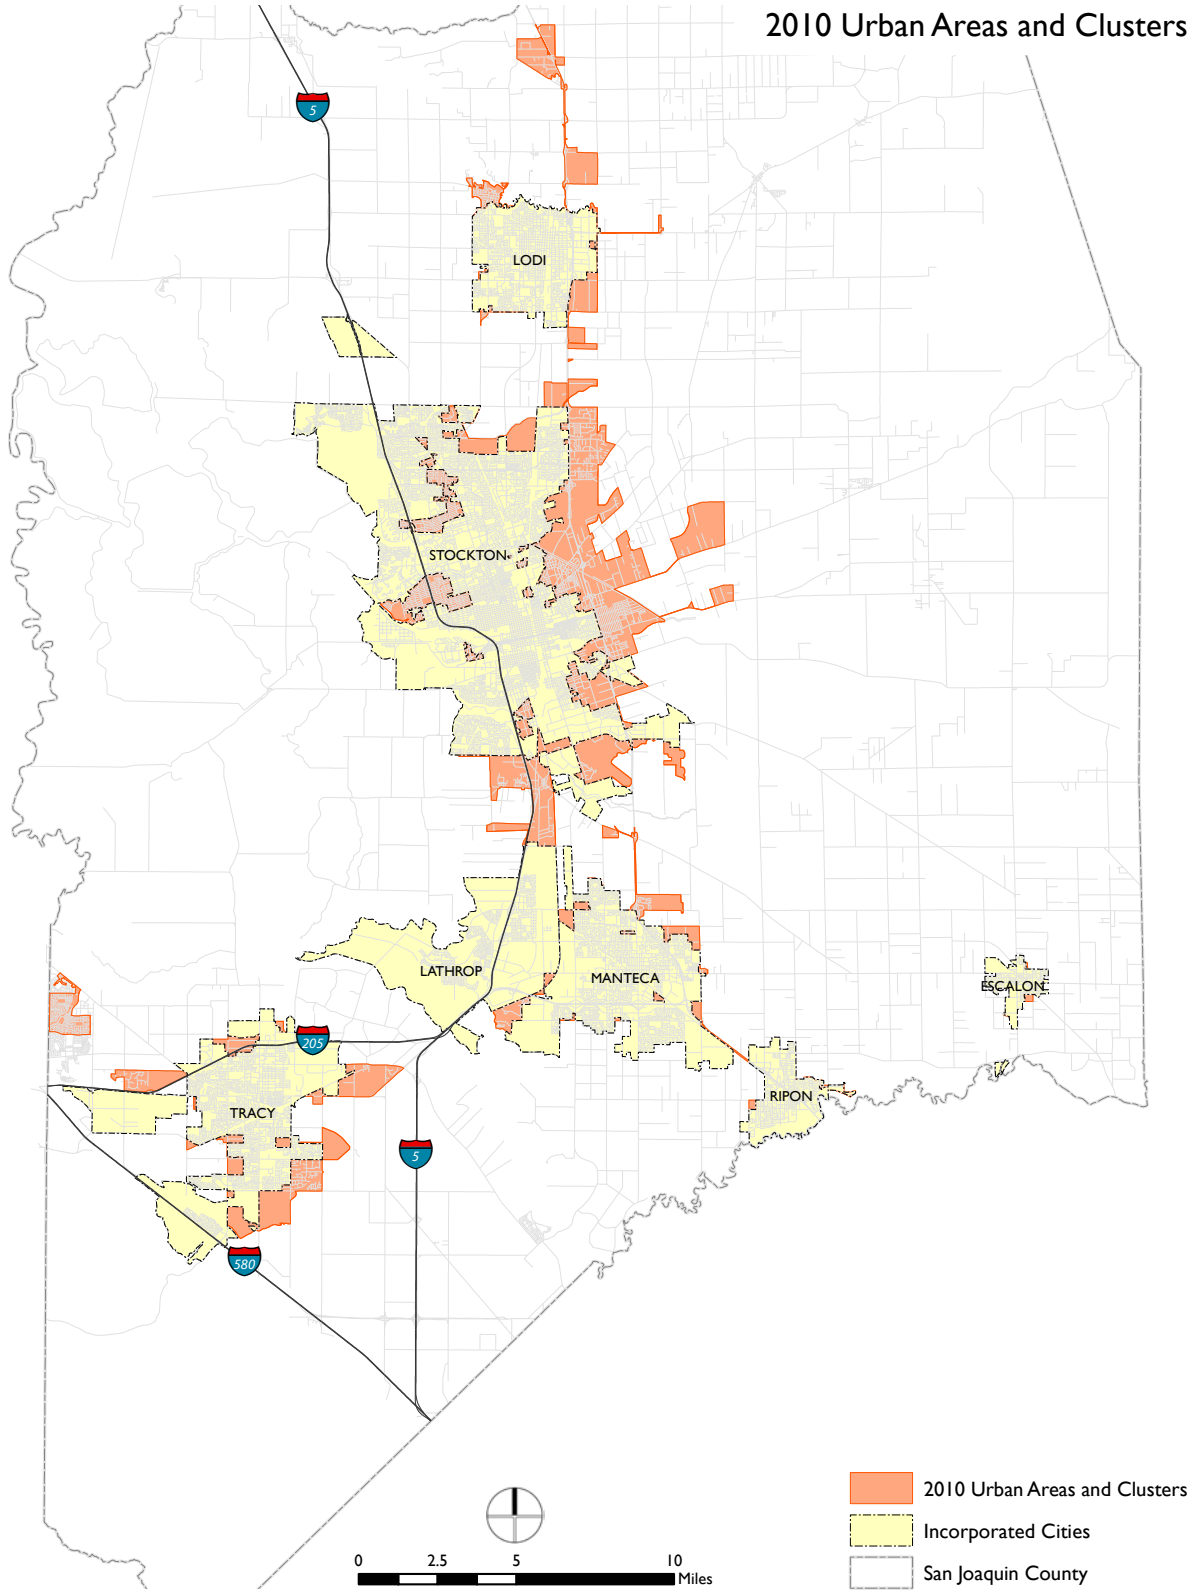 2010 Urban Areas and Clusters
5
LODI
STOCKTON
LATHROP
MANTECA
ESCALON
205
TRACY
RIPON
5
580
2010 Urban Areas and Clusters
Incorporated Cities
San Joaquin County
0 2.5 5 10
Miles